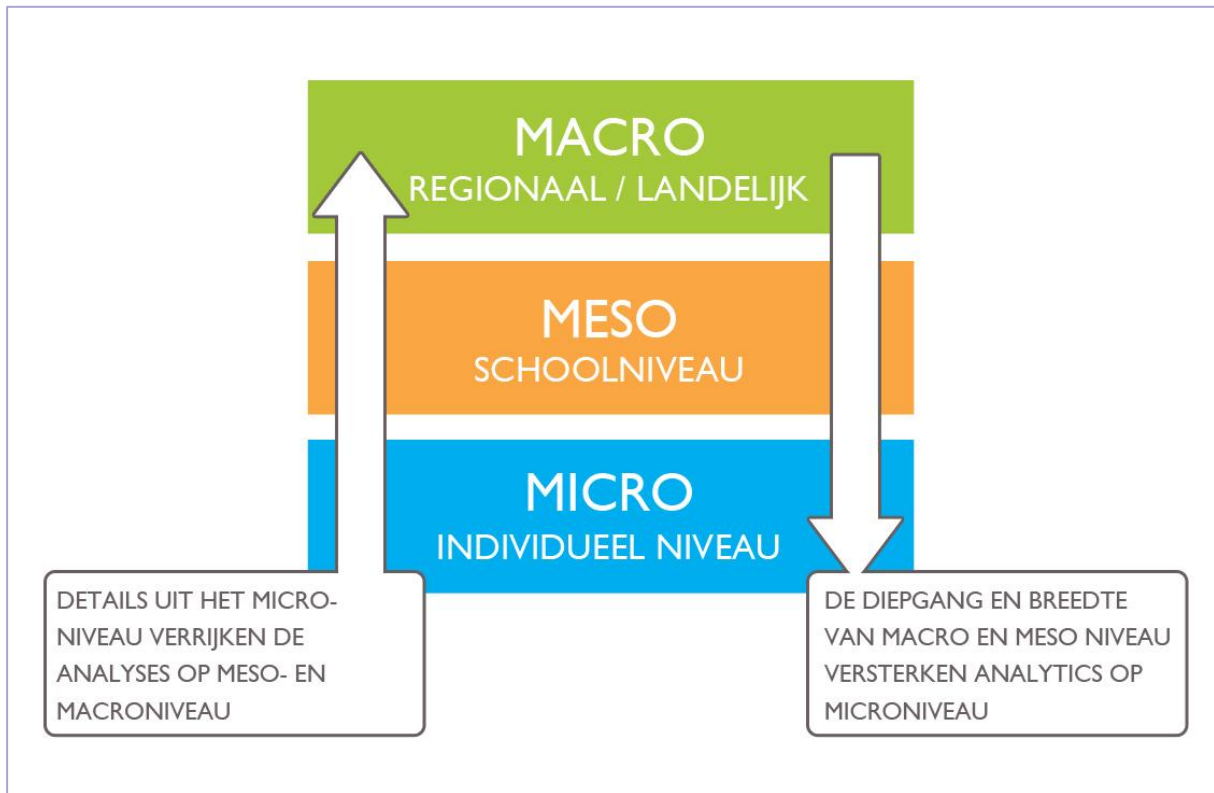 MACRO
REGIONAAL / LANDELIJK
MESO
SCHOOLNIVEAU
MICRO
INDIVIDUEEL NIVEAU
DETAILS UIT HET MICRO-
NIVEAU VERRIJKEN DE
ANALYSES OP MESO- EN
MACRONIVEAU
DE DIEPGANG EN BREEDTE
VAN MACRO EN MESO NIVEAU
VERSTERKEN ANALYTICS OP
MICRONIVEAU